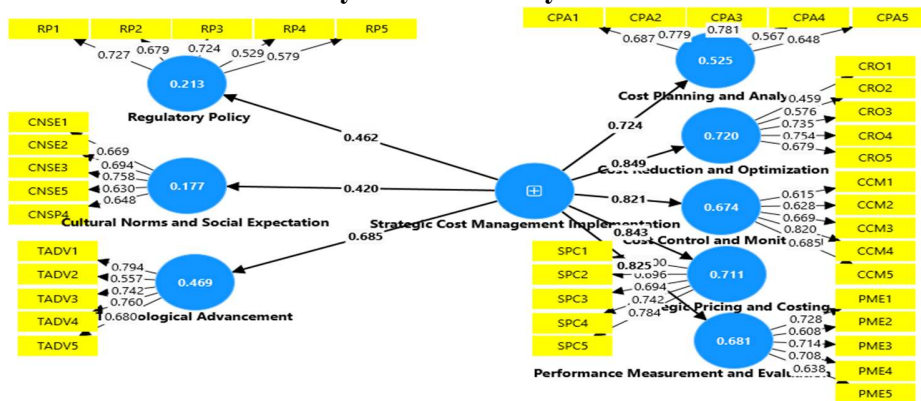 RP1 RP2 RP3 RP4 RP5
0.727 0.679 0.724 0.529 0.579
0.213
Regulatory Policy
CNSE1
CNSE2
CNSE3
CNSE5
CNSP4
0.669
0.694
0.758
0.630
0.648
0.177
Cultural Norms and Social Expectation
TADV1
TADV2
TADV3
TADV4
TADV5
0.794
0.557
0.742
0.760
0.680
0.469
ological Advancement
0.462
0.420
0.685
Strategic Cost Management Implementation
0.724
0.849
0.821
0.843
0.825
CPA1 CPA2 CPA3 CPA4 CPA5
0.687 0.779 0.781 0.567 0.648
0.525
Cost Planning and Analy
CRO1
CRO2
CRO3
CRO4
CRO5
0.459
0.576
0.735
0.754
0.679
0.720
Cost Reduction and Optimization
CCM1
CCM2
CCM3
CCM4
CCM5
0.615
0.628
0.669
0.820
0.685
0.674
Cost Control and Monit
SPC1
SPC2
SPC3
SPC4
SPC5
0.696
0.694
0.742
0.784
0.711
egic Pricing and Costing
PME1
PME2
PME3
PME4
PME5
0.728
0.608
0.714
0.708
0.638
0.681
Performance Measurement and Evalu